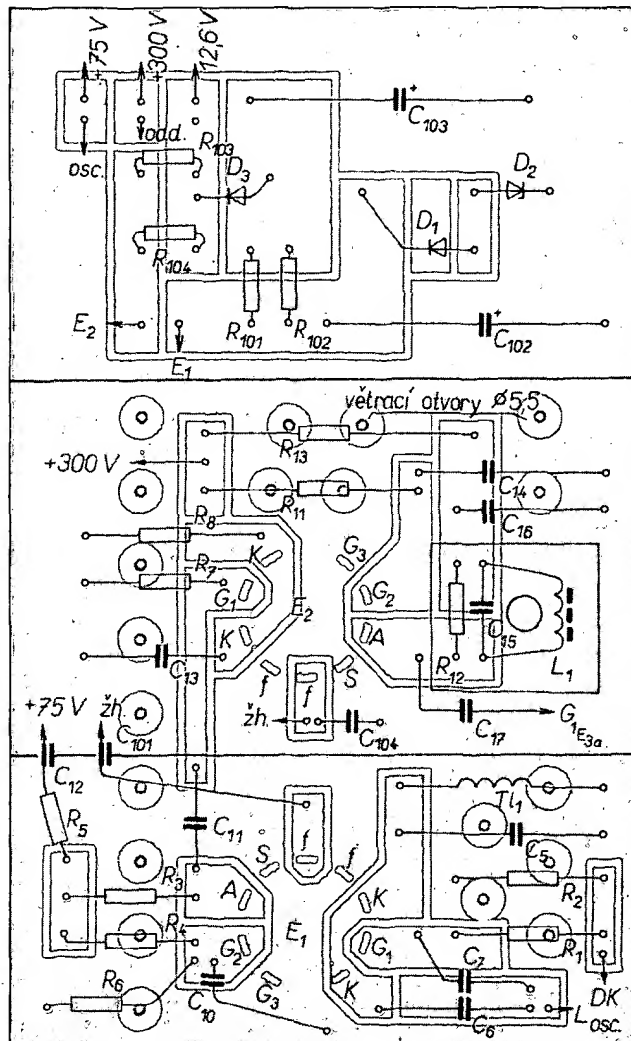 +75 V
+300 V
12,6V
osc.
odd.
R103
D3
C103
D2
D1
R104
E2
E1
R101
R102
C102
větrací otvory Ø5,5
+300 V
R13
R11
C14
C16
R8
K
G3
R7
G1
E2
G2
K
A
R12
C15
L1
C13
f
f
S
+75 V
žh.
C101
žh.
C104
C17
G1E3a
C12
R5
C11
Tl1
S
f
f
C5
R3
A
K
R2
R4
E1
G2
G1
R1
R6
C10
G3
K
C7
C6
DK
Losc.